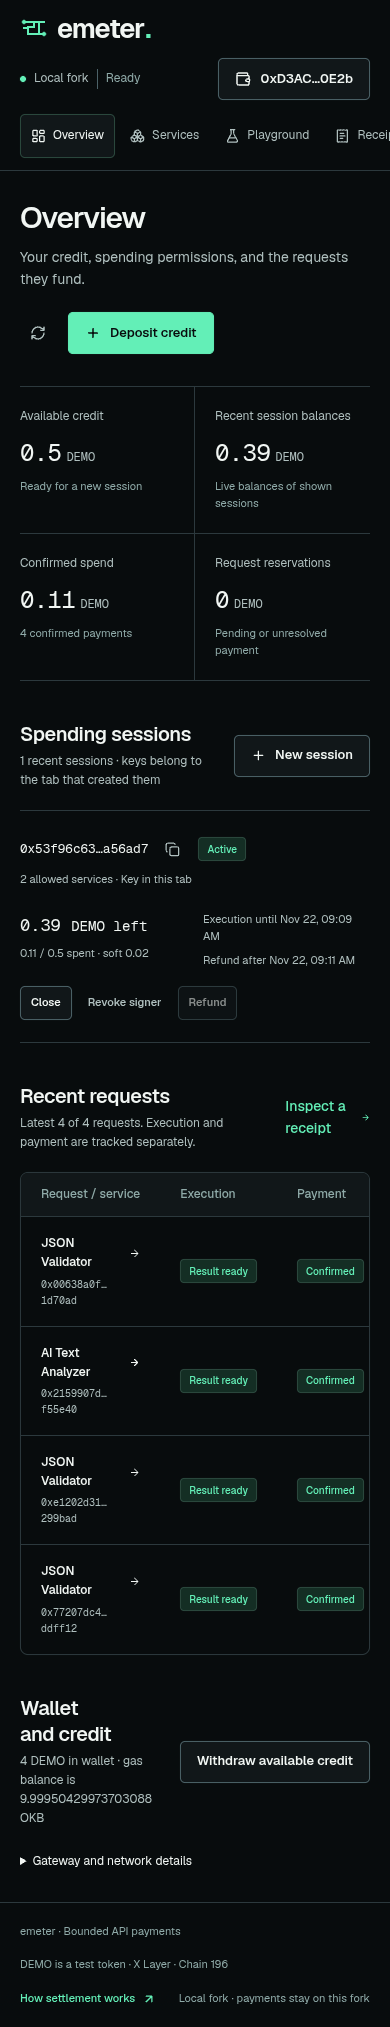 emeter.
Local fork Ready
0xD3AC...0E2b
Overview Services Playground Receip
Overview
Your credit, spending permissions, and the requests
they fund.
Deposit credit
Available credit
0.5 DEMO
Ready for a new session
Recent session balances
0.39 DEMO
Live balances of shown
sessions
Confirmed spend
0.11 DEMO
4 confirmed payments
Request reservations
0 DEMO
Pending or unresolved
payment
Spending sessions
1 recent sessions · keys belong to
the tab that created them
New session
0x53f96c63…a56ad7 Active
2 allowed services · Key in this tab
0.39 DEMO left
0.11 / 0.5 spent · soft 0.02
Execution until Nov 22, 09:09
AM
Refund after Nov 22, 09:11 AM
Close Revoke signer Refund
Recent requests
Latest 4 of 4 requests. Execution and
payment are tracked separately.
Inspect a
receipt
Request / service Execution Payment
JSON
Validator
0x00638a0f…
1d70ad
Result ready Confirmed
AI Text
Analyzer
0x2159907d…
f55e40
Result ready Confirmed
JSON
Validator
0xe1202d31…
299bad
Result ready Confirmed
JSON
Validator
0x77207dc4…
ddff12
Result ready Confirmed
Wallet
and credit
4 DEMO in wallet · gas
balance is
9.99950429973703088
OKB
Withdraw available credit
Gateway and network details
emeter · Bounded API payments
DEMO is a test token · X Layer · Chain 196
How settlement works Local fork · payments stay on this fork